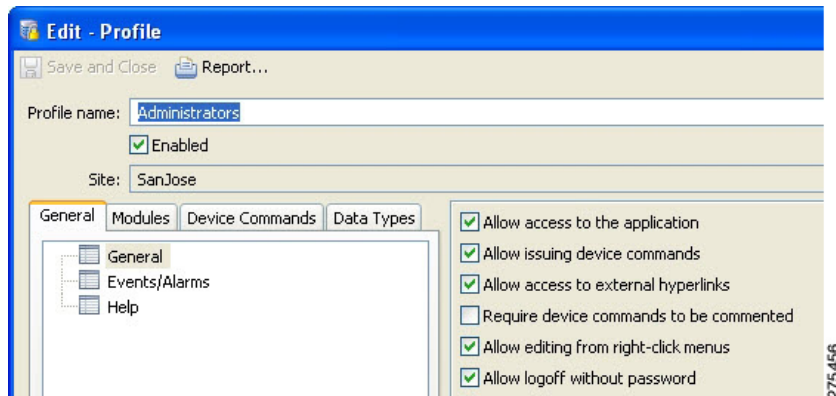 Edit - Profile
Save and Close Report...
Profile name: Administrators
Enabled
Site: SanJose
General Modules Device Commands Data Types
General
Events/Alarms
Help
Allow access to the application
Allow issuing device commands
Allow access to external hyperlinks
Require device commands to be commented
Allow editing from right-click menus
Allow logoff without password
275456